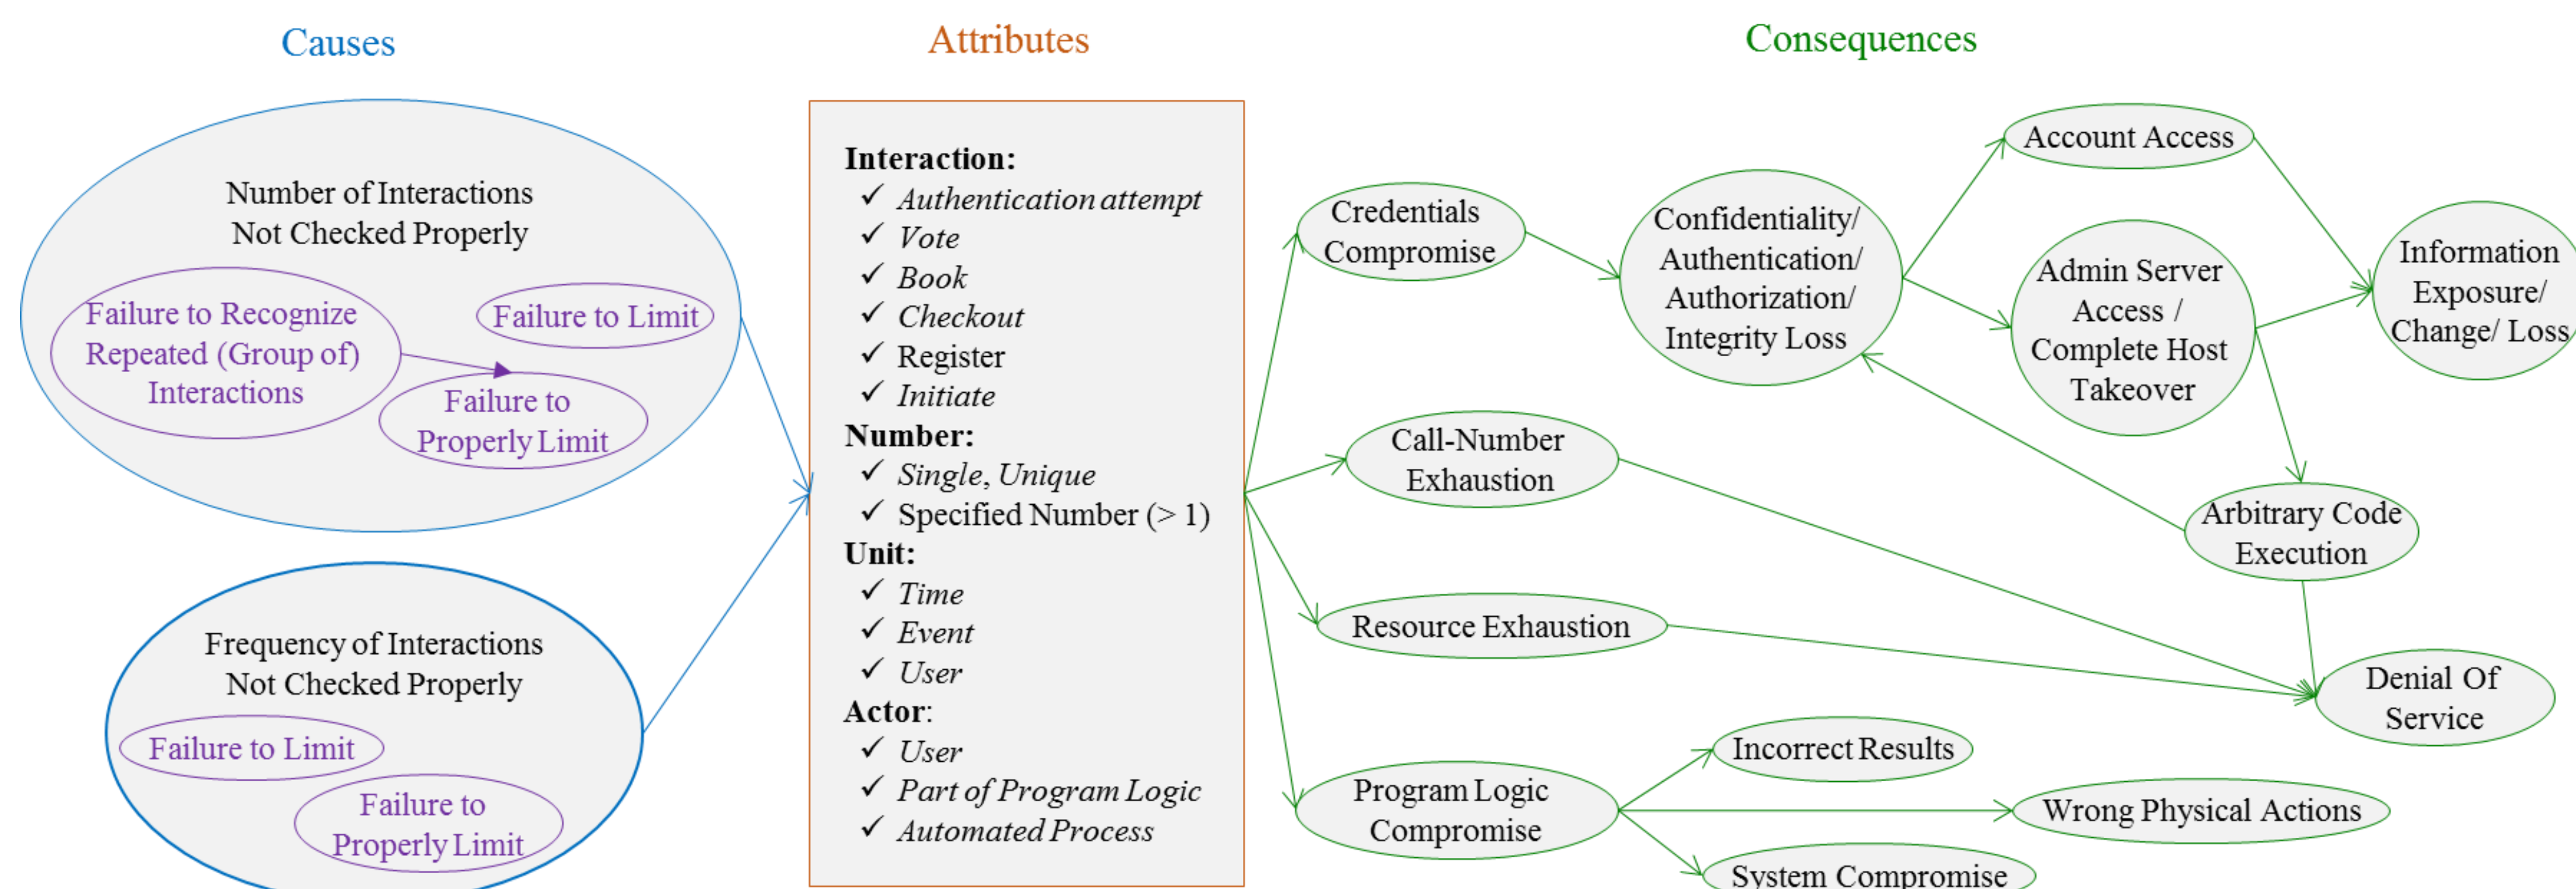 Causes
Attributes
Consequences
Number of Interactions
Not Checked Properly
Failure to Recognize
Repeated (Group of)
Interactions
Failure to Limit
Failure to
Properly Limit
Frequency of Interactions
Not Checked Properly
Failure to Limit
Failure to
Properly Limit
Interaction:
✓ Authentication attempt
✓ Vote
✓ Book
✓ Checkout
✓ Register
✓ Initiate
Number:
✓ Single, Unique
✓ Specified Number (> 1)
Unit:
✓ Time
✓ Event
✓ User
Actor:
✓ User
✓ Part of Program Logic
✓ Automated Process
Credentials
Compromise
Confidentiality/
Authentication/
Authorization/
Integrity Loss
Account Access
Admin Server
Access /
Complete Host
Takeover
Information
Exposure/
Change/ Loss
Call-Number
Exhaustion
Arbitrary Code
Execution
Resource Exhaustion
Denial Of
Service
Program Logic
Compromise
Incorrect Results
Wrong Physical Actions
System Compromise